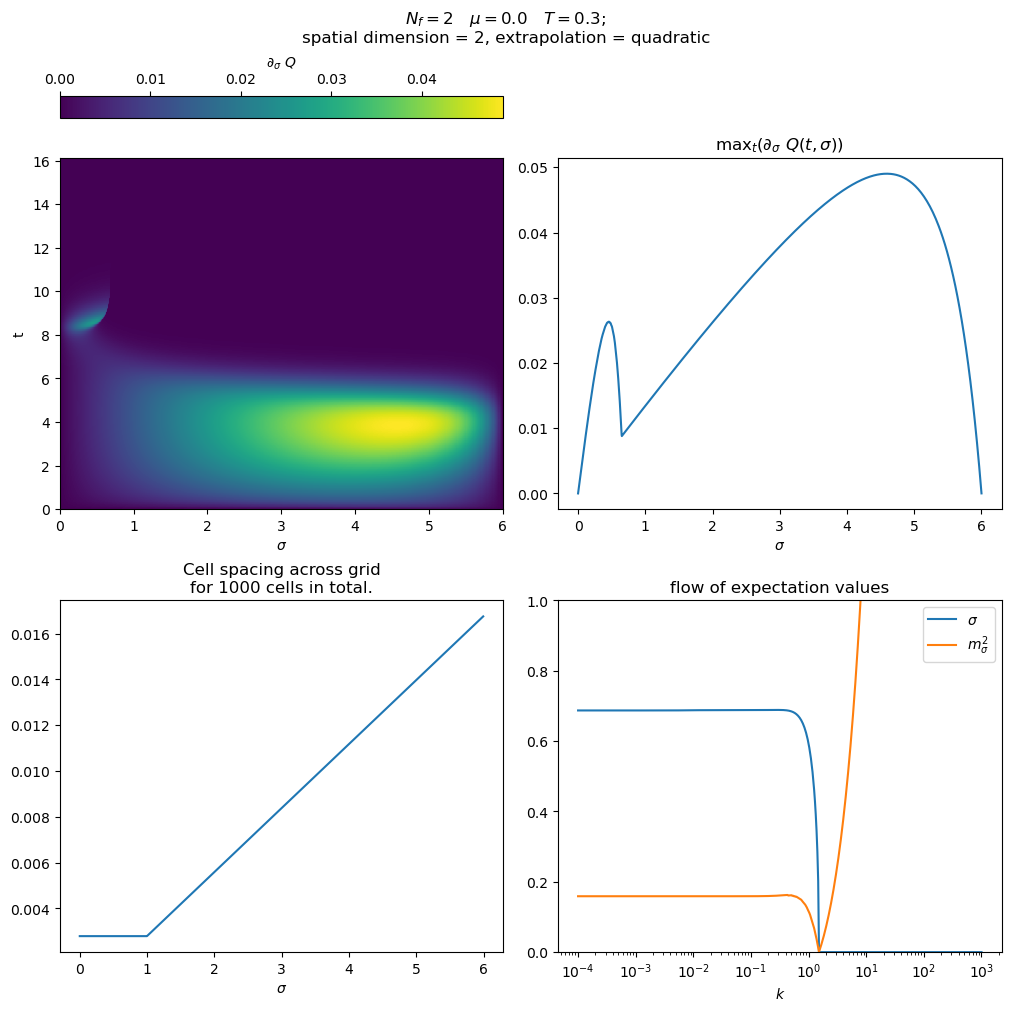 N_f = 2 μ = 0.0 T = 0.3;
spatial dimension = 2, extrapolation = quadratic
∂_σ Q
0.00 0.01 0.02 0.03 0.04
16
14
12
10
8
6
4
2
0
t
0 1 2 3 4 5 6
σ
max_t(∂_σ Q(t, σ))
0.05
0.04
0.03
0.02
0.01
0.00
0 1 2 3 4 5 6
σ
Cell spacing across grid
for 1000 cells in total.
0.016
0.014
0.012
0.010
0.008
0.006
0.004
0 1 2 3 4 5 6
σ
flow of expectation values
1.0
0.8
0.6
0.4
0.2
0.0
σ
m_σ^2
10^-4 10^-3 10^-2 10^-1 10^0 10^1 10^2 10^3
k